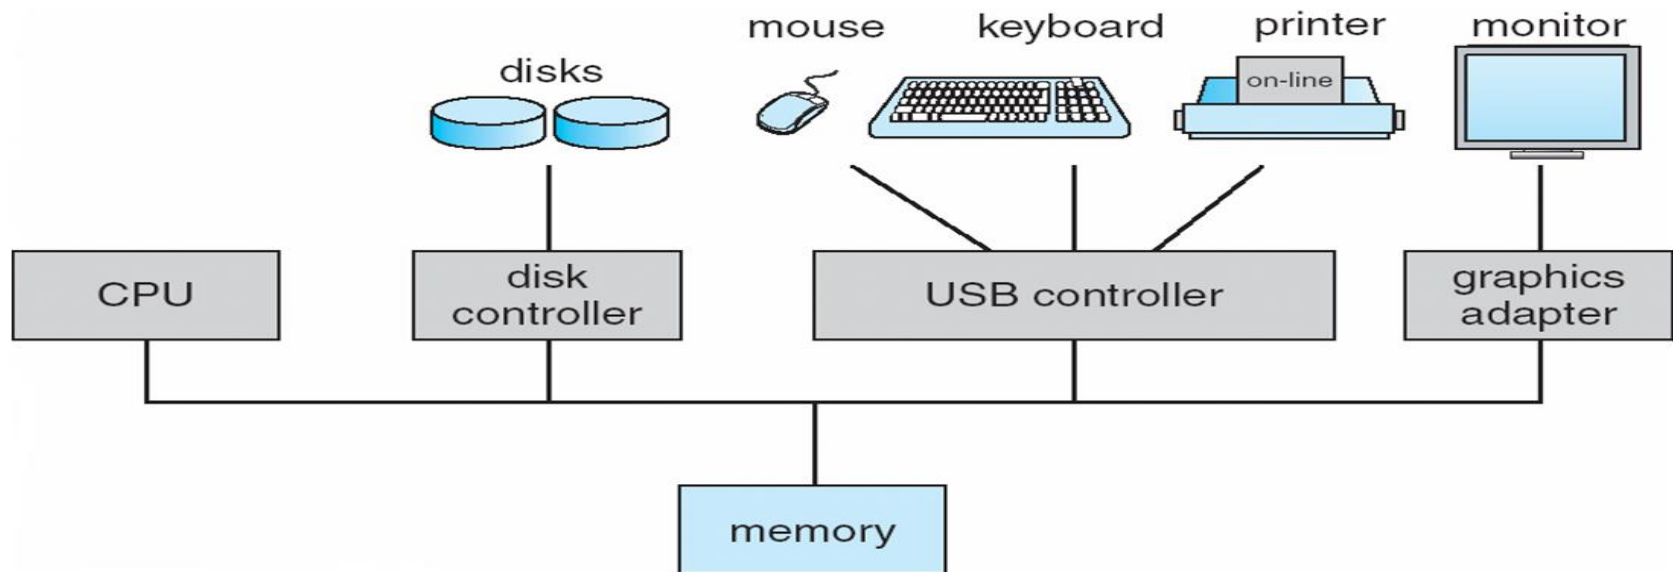 mouse
keyboard
printer
monitor
disks
on-line
CPU
disk
controller
USB controller
graphics
adapter
memory